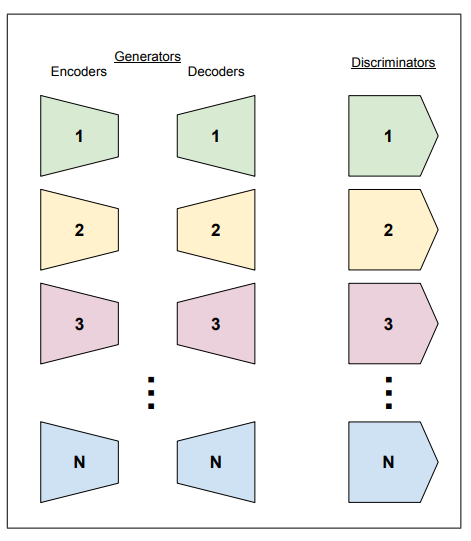 Generators
Encoders Decoders Discriminators
1 1 1
2 2 2
3 3 3
N N N